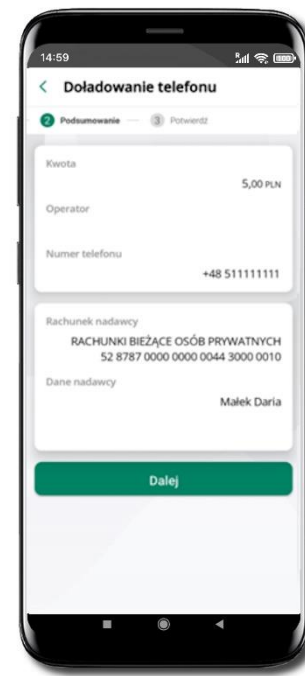 14:59
Doładowanie telefonu
2 Podsumowanie 3 Potwierdź
Kwota
5,00 PLN
Operator
Numer telefonu
+48 511111111
Rachunek nadawcy
RACHUNKI BIEŻĄCE OSÓB PRYWATNYCH
52 8787 0000 0000 0044 3000 0010
Dane nadawcy
Małek Daria
Dalej